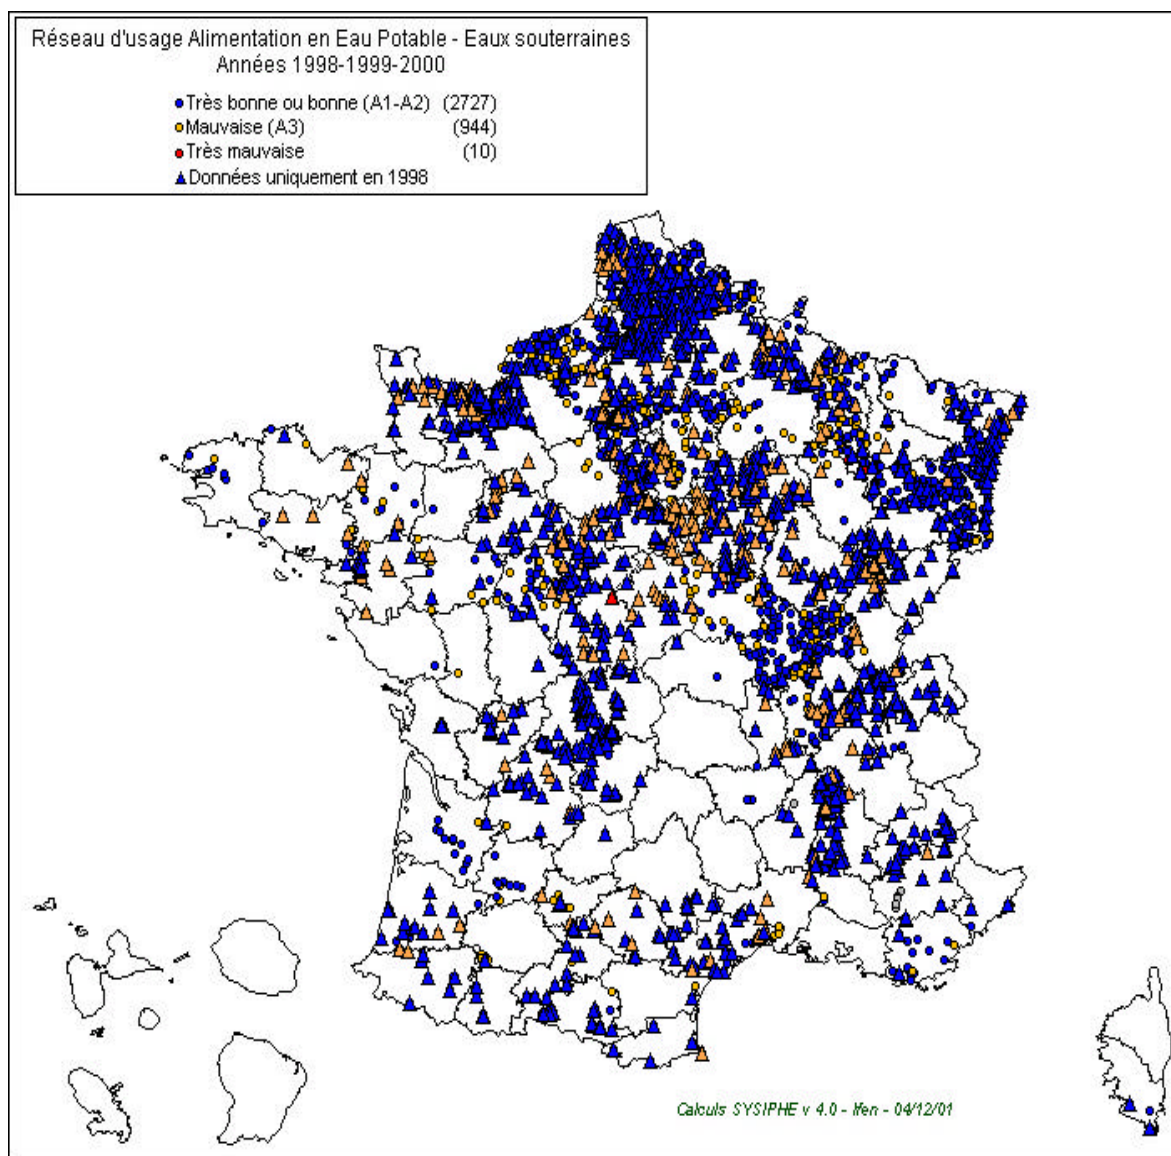 Réseau d'usage Alimentation en Eau Potable - Eaux souterraines
Années 1998-1999-2000
Très bonne ou bonne (A1-A2) (2727)
Mauvaise (A3) (944)
Très mauvaise (10)
Données uniquement en 1998
Calculs SYSIPHE v 4.0 - Ifen - 04/12/01